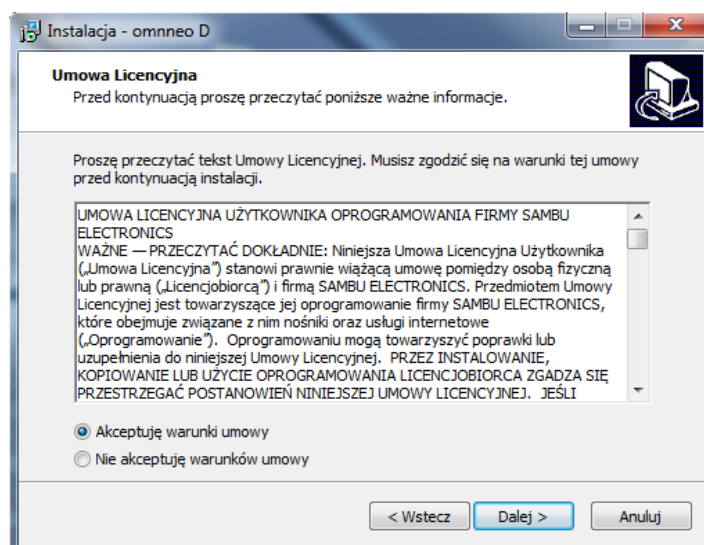 Instalacja - omnneo D
Umowa Licencyjna
Przed kontynuacją proszę przeczytać poniższe ważne informacje.
Proszę przeczytać tekst Umowy Licencyjnej. Musisz zgodzić się na warunki tej umowy
przed kontynuacją instalacji.
UMOWA LICENCYJNA UŻYTKOWNIKA OPROGRAMOWANIA FIRMY SAMBU
ELECTRONICS
WAŻNE — PRZECZYTAĆ DOKŁADNIE: Niniejsza Umowa Licencyjna Użytkownika
(„Umowa Licencyjna”) stanowi prawnie wiążącą umowę pomiędzy osobą fizyczną
lub prawną („Licencjobiorcą”) i firmą SAMBU ELECTRONICS. Przedmiotem Umowy
Licencyjnej jest towarzyszące jej oprogramowanie firmy SAMBU ELECTRONICS,
które obejmuje związane z nim nośniki oraz usługi internetowe
(„Oprogramowanie”).  Oprogramowaniu mogą towarzyszyć poprawki lub
uzupełnienia do niniejszej Umowy Licencyjnej.  PRZEZ INSTALOWANIE,
KOPIOWANIE LUB UŻYCIE OPROGRAMOWANIA LICENCJOBIORCA ZGADZA SIĘ
PRZESTRZEGAĆ POSTANOWIEŃ NINIEJSZEJ UMOWY LICENCYJNEJ.  JEŚLI
Akceptuję warunki umowy
Nie akceptuję warunków umowy
< Wstecz
Dalej >
Anuluj